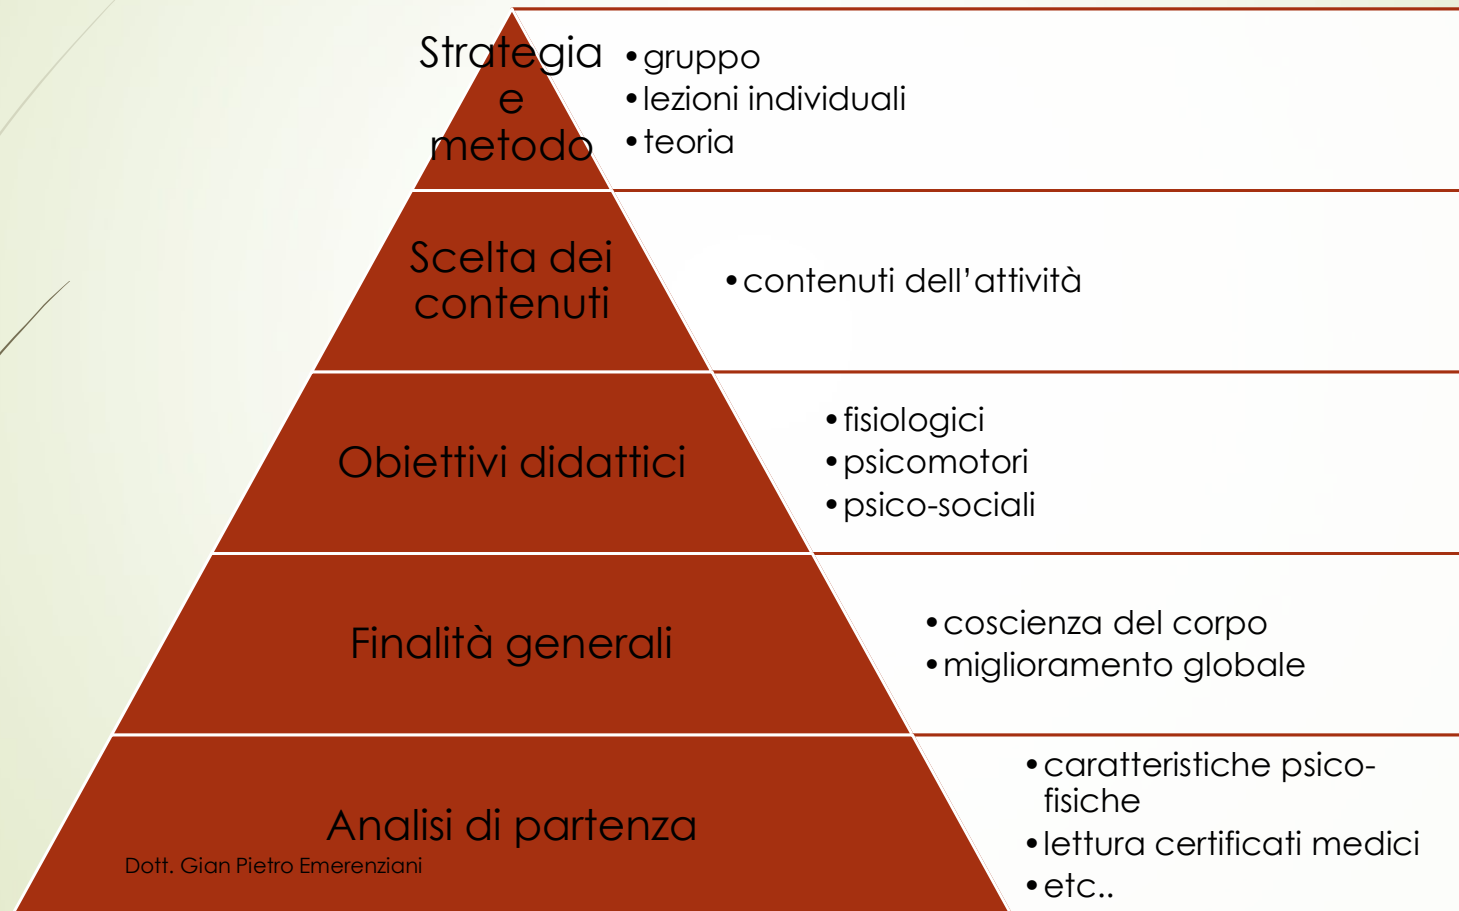 Strategia
e
metodo
•gruppo
•lezioni individuali
•teoria
Scelta dei
contenuti
•contenuti dell’attività
Obiettivi didattici
•fisiologici
•psicomotori
•psico-sociali
Finalità generali
•coscienza del corpo
•miglioramento globale
Analisi di partenza
•caratteristiche psico-
fisiche
•lettura certificati medici
•etc..
Dott. Gian Pietro Emerenziani